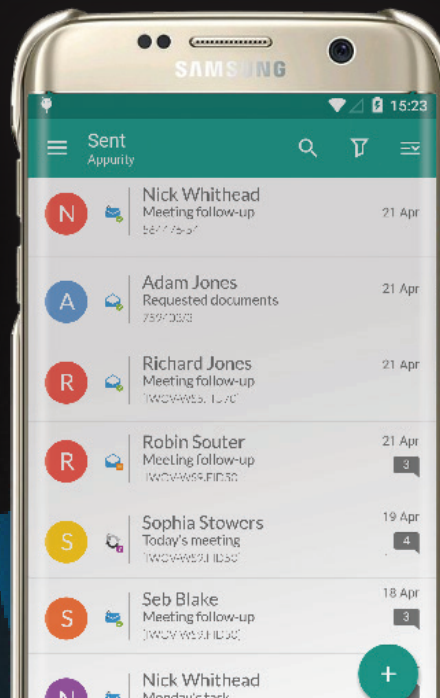 SAMSUNG
15:23
Sent
Appurity
N
Nick Whithead
Meeting follow-up
21 Apr
A
Adam Jones
Requested documents
21 Apr
R
Richard Jones
Meeting follow-up
21 Apr
R
Robin Souter
Meeting follow-up
21 Apr
3
S
Sophia Stowers
Today's meeting
19 Apr
4
S
Seb Blake
Meeting follow-up
18 Apr
3
N
Nick Whithead
Monday's task
+